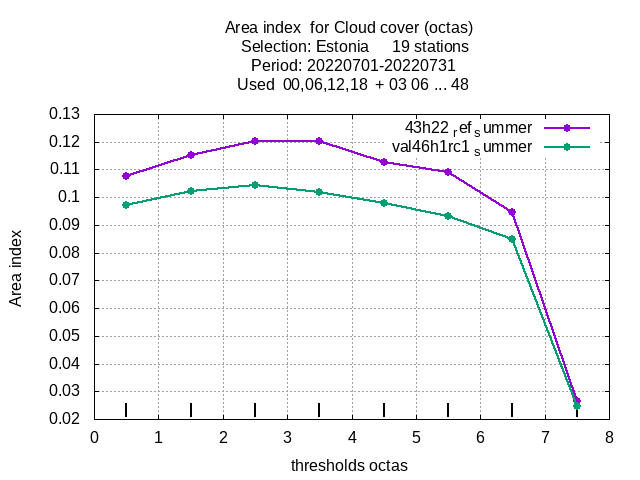 Area index  for Cloud cover (octas)
Selection: Estonia     19 stations
Period: 20220701-20220731
Used  00,06,12,18  + 03 06 ... 48
0.13
0.12
0.11
0.1
0.09
0.08
0.07
0.06
0.05
0.04
0.03
0.02
Area index
43h22 ref summer
val46h1rc1 summer
0 1 2 3 4 5 6 7 8
thresholds octas